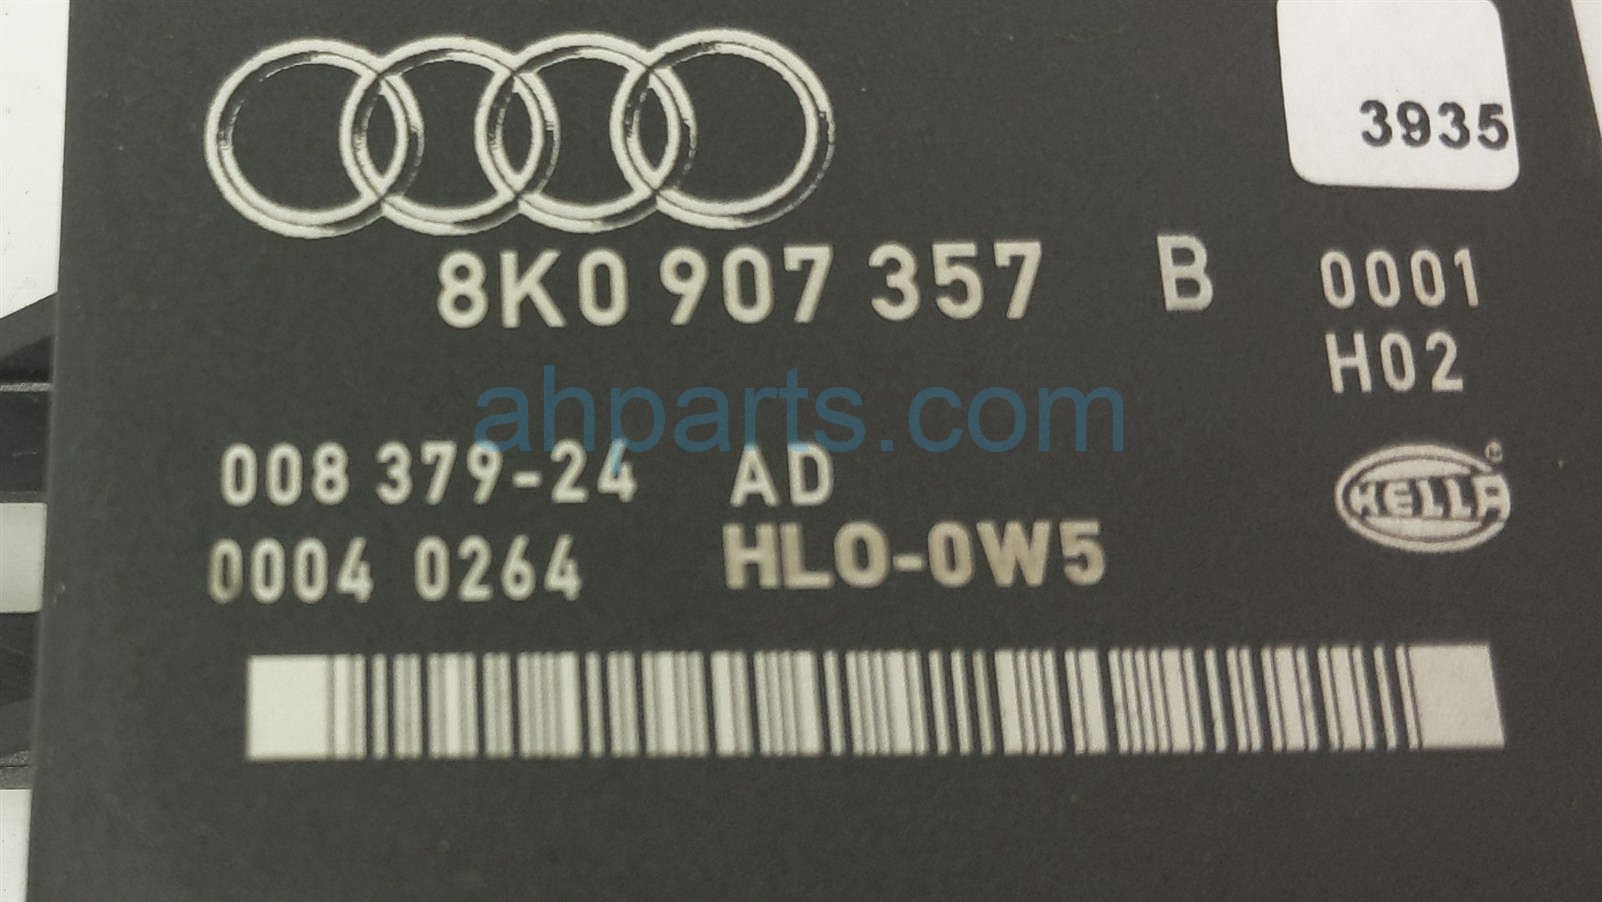 3935
8K0 907 357 B 0001
H02
ahparts.com
008 379-24 AD
HELLA
0004 0264 HLO-0W5